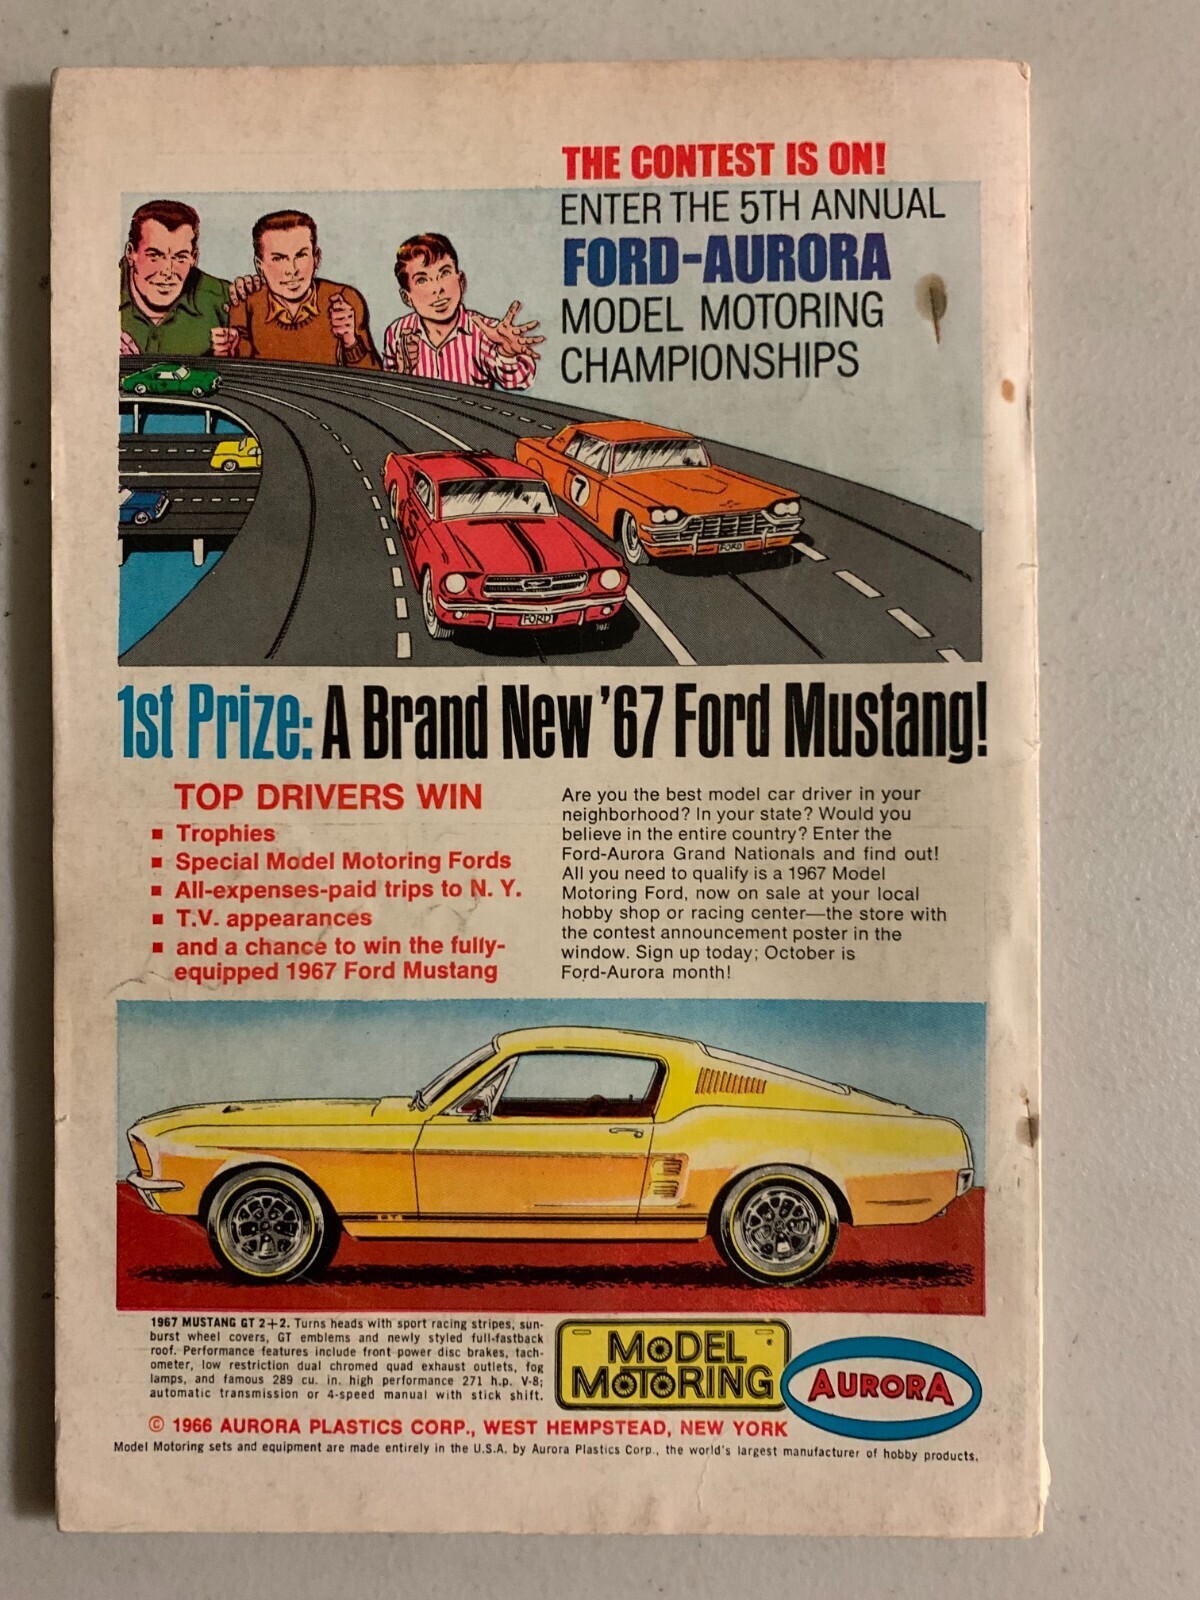 THE CONTEST IS ON!
ENTER THE 5TH ANNUAL
FORD-AURORA
MODEL MOTORING
CHAMPIONSHIPS
7
FORD
5
FORD
1st Prize: A Brand New '67 Ford Mustang!
TOP DRIVERS WIN
▪ Trophies
▪ Special Model Motoring Fords
▪ All-expenses-paid trips to N. Y.
▪ T.V. appearances
▪ and a chance to win the fully-
equipped 1967 Ford Mustang
Are you the best model car driver in your
neighborhood? In your state? Would you
believe in the entire country? Enter the
Ford-Aurora Grand Nationals and find out!
All you need to qualify is a 1967 Model
Motoring Ford, now on sale at your local
hobby shop or racing center—the store with
the contest announcement poster in the
window. Sign up today; October is
Ford-Aurora month!
1967 MUSTANG GT 2+2. Turns heads with sport racing stripes, sun-
burst wheel covers, GT emblems and newly styled full-fastback
roof. Performance features include front power disc brakes, tach-
ometer, low restriction dual chromed quad exhaust outlets, fog
lamps, and famous 289 cu. in. high performance 271 h.p. V-8;
automatic transmission or 4-speed manual with stick shift.
MODEL
MOTORING
AURORA
© 1966 AURORA PLASTICS CORP., WEST HEMPSTEAD, NEW YORK
Model Motoring sets and equipment are made entirely in the U.S.A. by Aurora Plastics Corp., the world's largest manufacturer of hobby products.